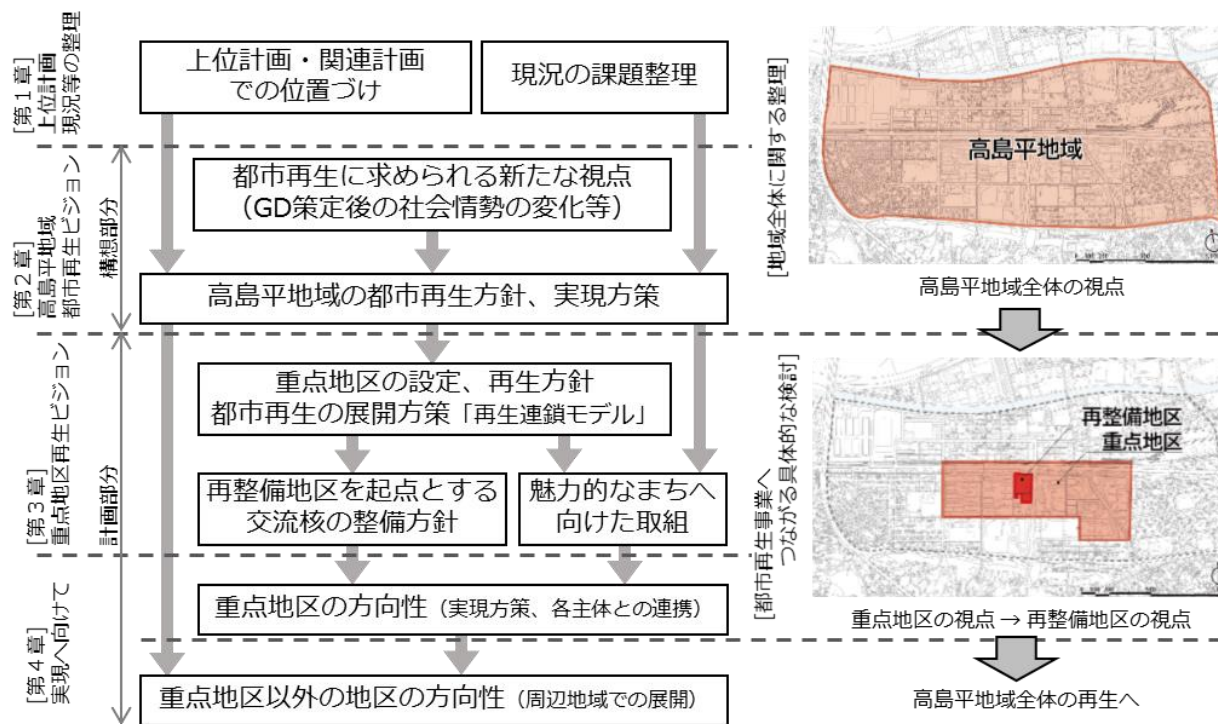 [第１章]
上位計画
現況等の整理
上位計画・関連計画
での位置づけ
現況の課題整理
[第２章]
高島平地域
都市再生ビジョン
構想部分
都市再生に求められる新たな視点
（GD策定後の社会情勢の変化等）
高島平地域の都市再生方針、実現方策
[第３章]
重点地区再生ビジョン
計画部分
重点地区の設定、再生方針
都市再生の展開方策「再生連鎖モデル」
再整備地区を起点とする
交流核の整備方針
魅力的なまちへ
向けた取組
[第４章]
実現へ向けて
重点地区の方向性（実現方策、各主体との連携）
重点地区以外の地区の方向性（周辺地域での展開）
[地域全体に関する整理]
高島平地域
高島平地域全体の視点
[都市再生事業へ
つながる具体的な検討]
再整備地区
重点地区
重点地区の視点 → 再整備地区の視点
高島平地域全体の再生へ